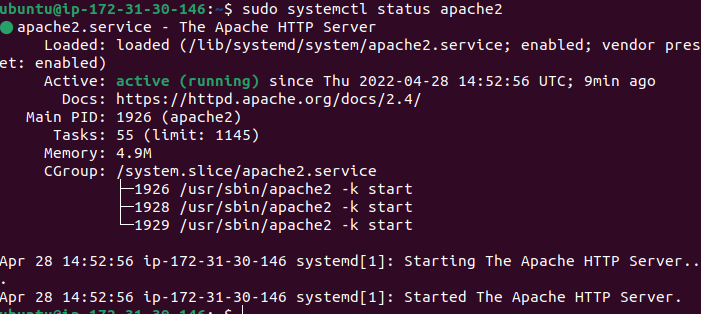 ubuntu@ip-172-31-30-146:~$ sudo systemctl status apache2
● apache2.service - The Apache HTTP Server
Loaded: loaded (/lib/systemd/system/apache2.service; enabled; vendor pres
et: enabled)
Active: active (running) since Thu 2022-04-28 14:52:56 UTC; 9min ago
Docs: https://httpd.apache.org/docs/2.4/
Main PID: 1926 (apache2)
Tasks: 55 (limit: 1145)
Memory: 4.9M
CGroup: /system.slice/apache2.service
├─1926 /usr/sbin/apache2 -k start
├─1928 /usr/sbin/apache2 -k start
└─1929 /usr/sbin/apache2 -k start
Apr 28 14:52:56 ip-172-31-30-146 systemd[1]: Starting The Apache HTTP Server..
.
Apr 28 14:52:56 ip-172-31-30-146 systemd[1]: Started The Apache HTTP Server.
ubuntu@ip-172-31-30-146:~$